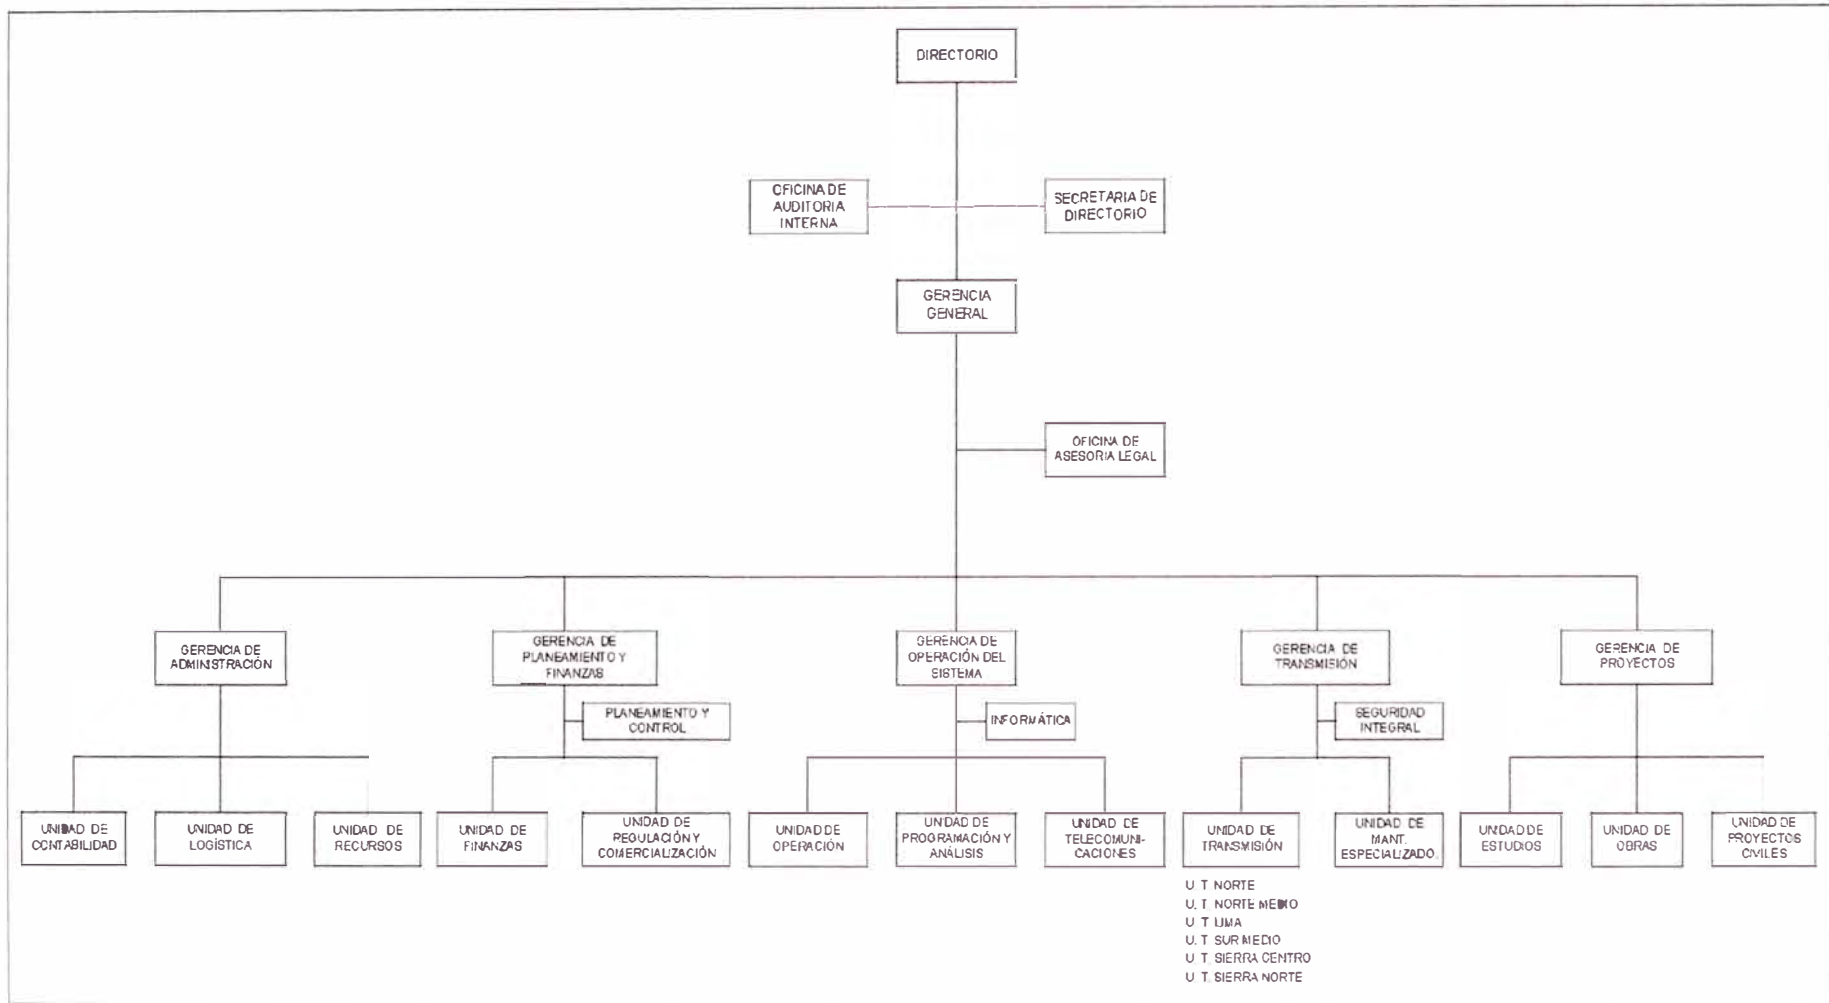 DIRECTORIO
OFICINA DE
AUDITORIA
INTERNA
SECRETARIA DE
DIRECTORIO
GERENCIA
GENERAL
OFICINA DE
ASESORIA LEGAL
GERENCIA DE
ADMINISTRACIÓN
GERENCIA DE
PLANEAMIENTO Y
FINANZAS
GERENCIA DE
OPERACIÓN DEL
SISTEMA
GERENCIA DE
TRANSMISIÓN
GERENCIA DE
PROYECTOS
PLANEAMIENTO Y
CONTROL
INFORMÁTICA
SEGURIDAD
INTEGRAL
UNIDAD DE
CONTABILIDAD
UNIDAD DE
LOGÍSTICA
UNIDAD DE
RECURSOS
UNIDAD DE
FINANZAS
UNIDAD DE
REGULACIÓN Y
COMERCIALIZACIÓN
UNIDAD DE
OPERACIÓN
UNIDAD DE
PROGRAMACIÓN Y
ANÁLISIS
UNIDAD DE
TELECOMUNI-
CACIONES
UNIDAD DE
TRANSMISIÓN
UNIDAD DE
MANT.
ESPECIALIZADO.
UNIDAD DE
ESTUDIOS
UNIDAD DE
OBRAS
UNIDAD DE
PROYECTOS
CIVILES
U. T. NORTE
U. T. NORTE MEDIO
U. T. LIMA
U. T. SUR MEDIO
U. T. SIERRA CENTRO
U. T. SIERRA NORTE